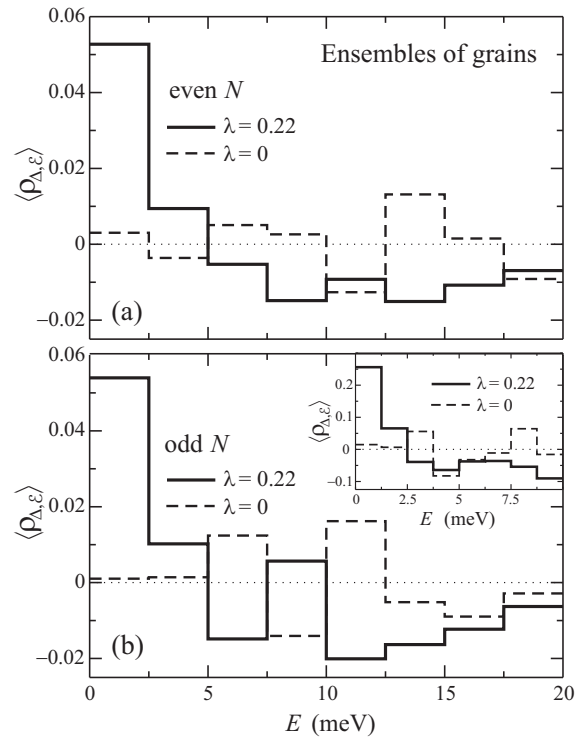 0.06
Ensembles of grains
0.04
even N
λ = 0.22
λ = 0
0.02
⟨ρΔ,ℰ⟩
0
−0.02
(a)
0.06
0.2
λ = 0.22
0.1
λ = 0
⟨ρΔ,ℰ⟩
0
−0.1
0 2.5 5 7.5
E (meV)
0.04
odd N
λ = 0.22
λ = 0
0.02
⟨ρΔ,ℰ⟩
0
−0.02
(b)
0 5 10 15 20
E (meV)